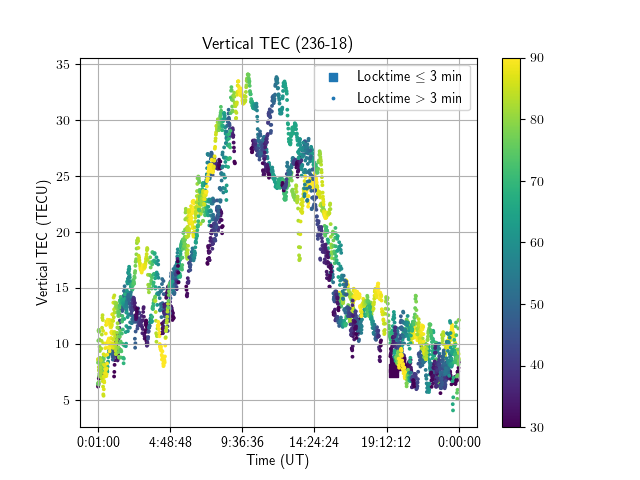 Vertical TEC (236-18)
Locktime ≤ 3 min
Locktime > 3 min
Vertical TEC (TECU)
35
30
25
20
15
10
5
0:01:00 4:48:48 9:36:36 14:24:24 19:12:12 0:00:00
Time (UT)
90
80
70
60
50
40
30